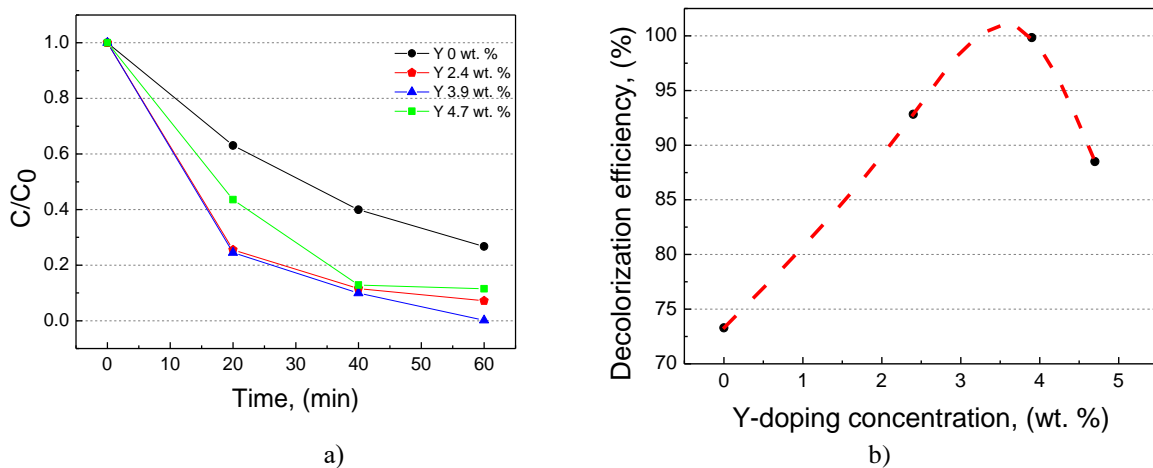 1.0
0.8
0.6
0.4
0.2
0.0
C/C0
0 10 20 30 40 50 60
Time, (min)
Y 0 wt. %
Y 2.4 wt. %
Y 3.9 wt. %
Y 4.7 wt. %
a)
100
95
90
85
80
75
70
Decolorization efficiency, (%)
0 1 2 3 4 5
Y-doping concentration, (wt. %)
b)